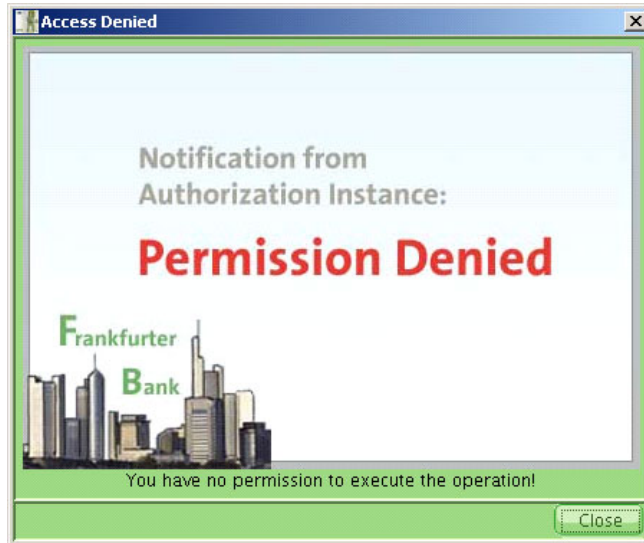 Access Denied
Notification from
Authorization Instance:
Permission Denied
Frankfurter
Bank
You have no permission to execute the operation!
Close